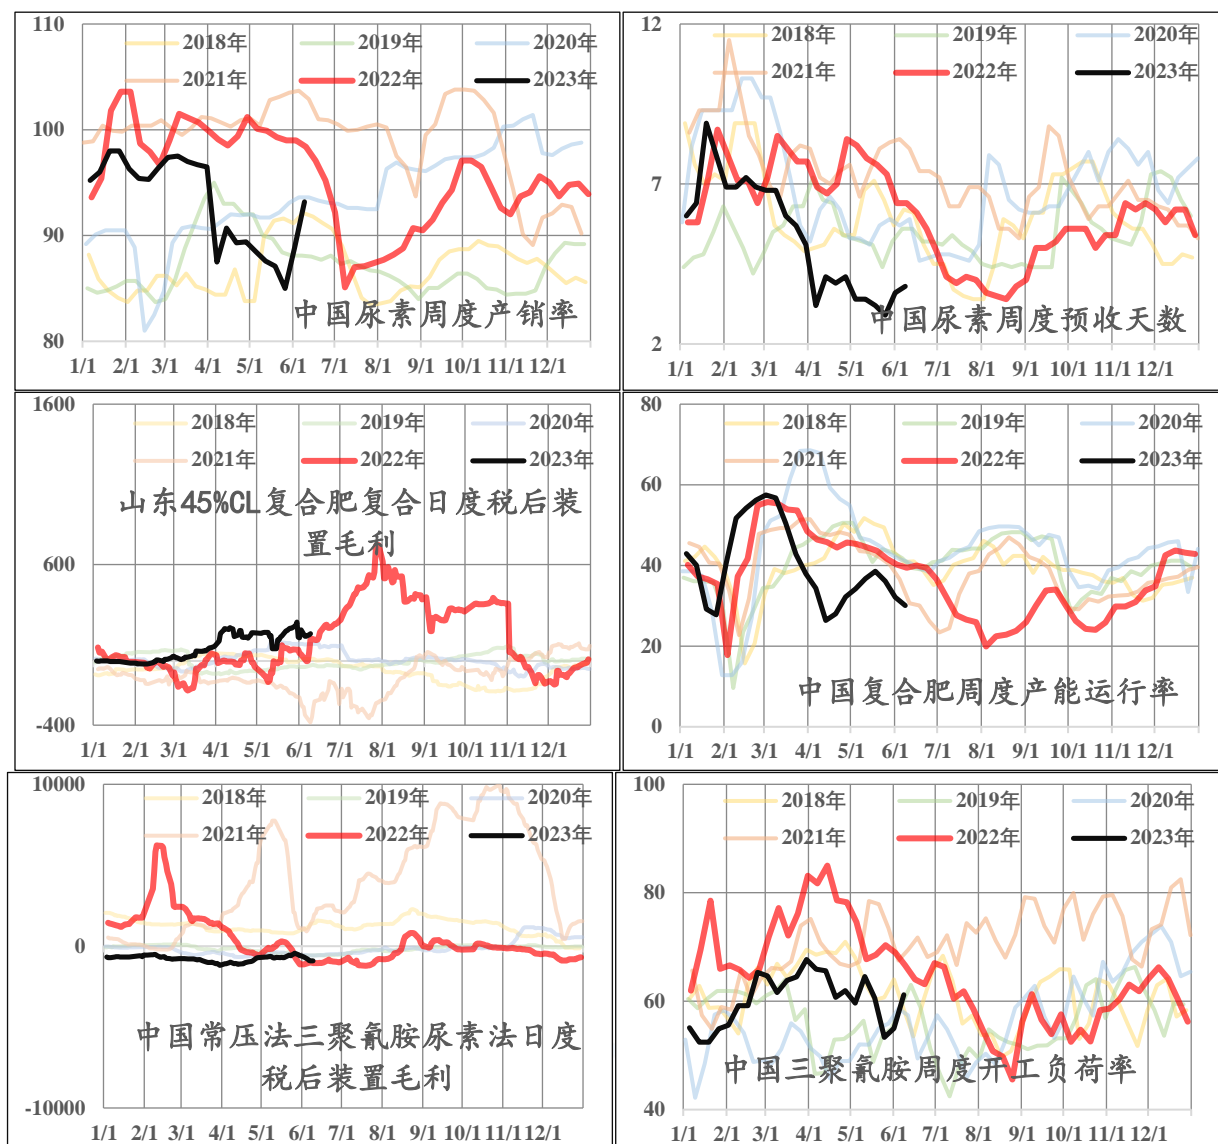 110
100
90
80
2018年 2019年 2020年
2021年 2022年 2023年
中国尿素周度产销率
1/1 2/1 3/1 4/1 5/1 6/1 7/1 8/1 9/1 10/1 11/1 12/1
12
7
2
2018年 2019年 2020年
2021年 2022年 2023年
中国尿素周度预收天数
1/1 2/1 3/1 4/1 5/1 6/1 7/1 8/1 9/1 10/1 11/1 12/1
1600
600
-400
2018年 2019年 2020年
2021年 2022年 2023年
山东45%CL复合肥复合日度税后装
置毛利
1/1 2/1 3/1 4/1 5/1 6/1 7/1 8/1 9/1 10/1 11/1 12/1
80
60
40
20
0
2018年 2019年 2020年
2021年 2022年 2023年
中国复合肥周度产能运行率
1/1 2/1 3/1 4/1 5/1 6/1 7/1 8/1 9/1 10/1 11/1 12/1
10000
0
-10000
2018年 2019年 2020年
2021年 2022年 2023年
中国常压法三聚氰胺尿素法日度
税后装置毛利
1/1 2/1 3/1 4/1 5/1 6/1 7/1 8/1 9/1 10/1 11/1 12/1
100
80
60
40
2018年 2019年 2020年
2021年 2022年 2023年
中国三聚氰胺周度开工负荷率
1/1 2/1 3/1 4/1 5/1 6/1 7/1 8/1 9/1 10/1 11/1 12/1